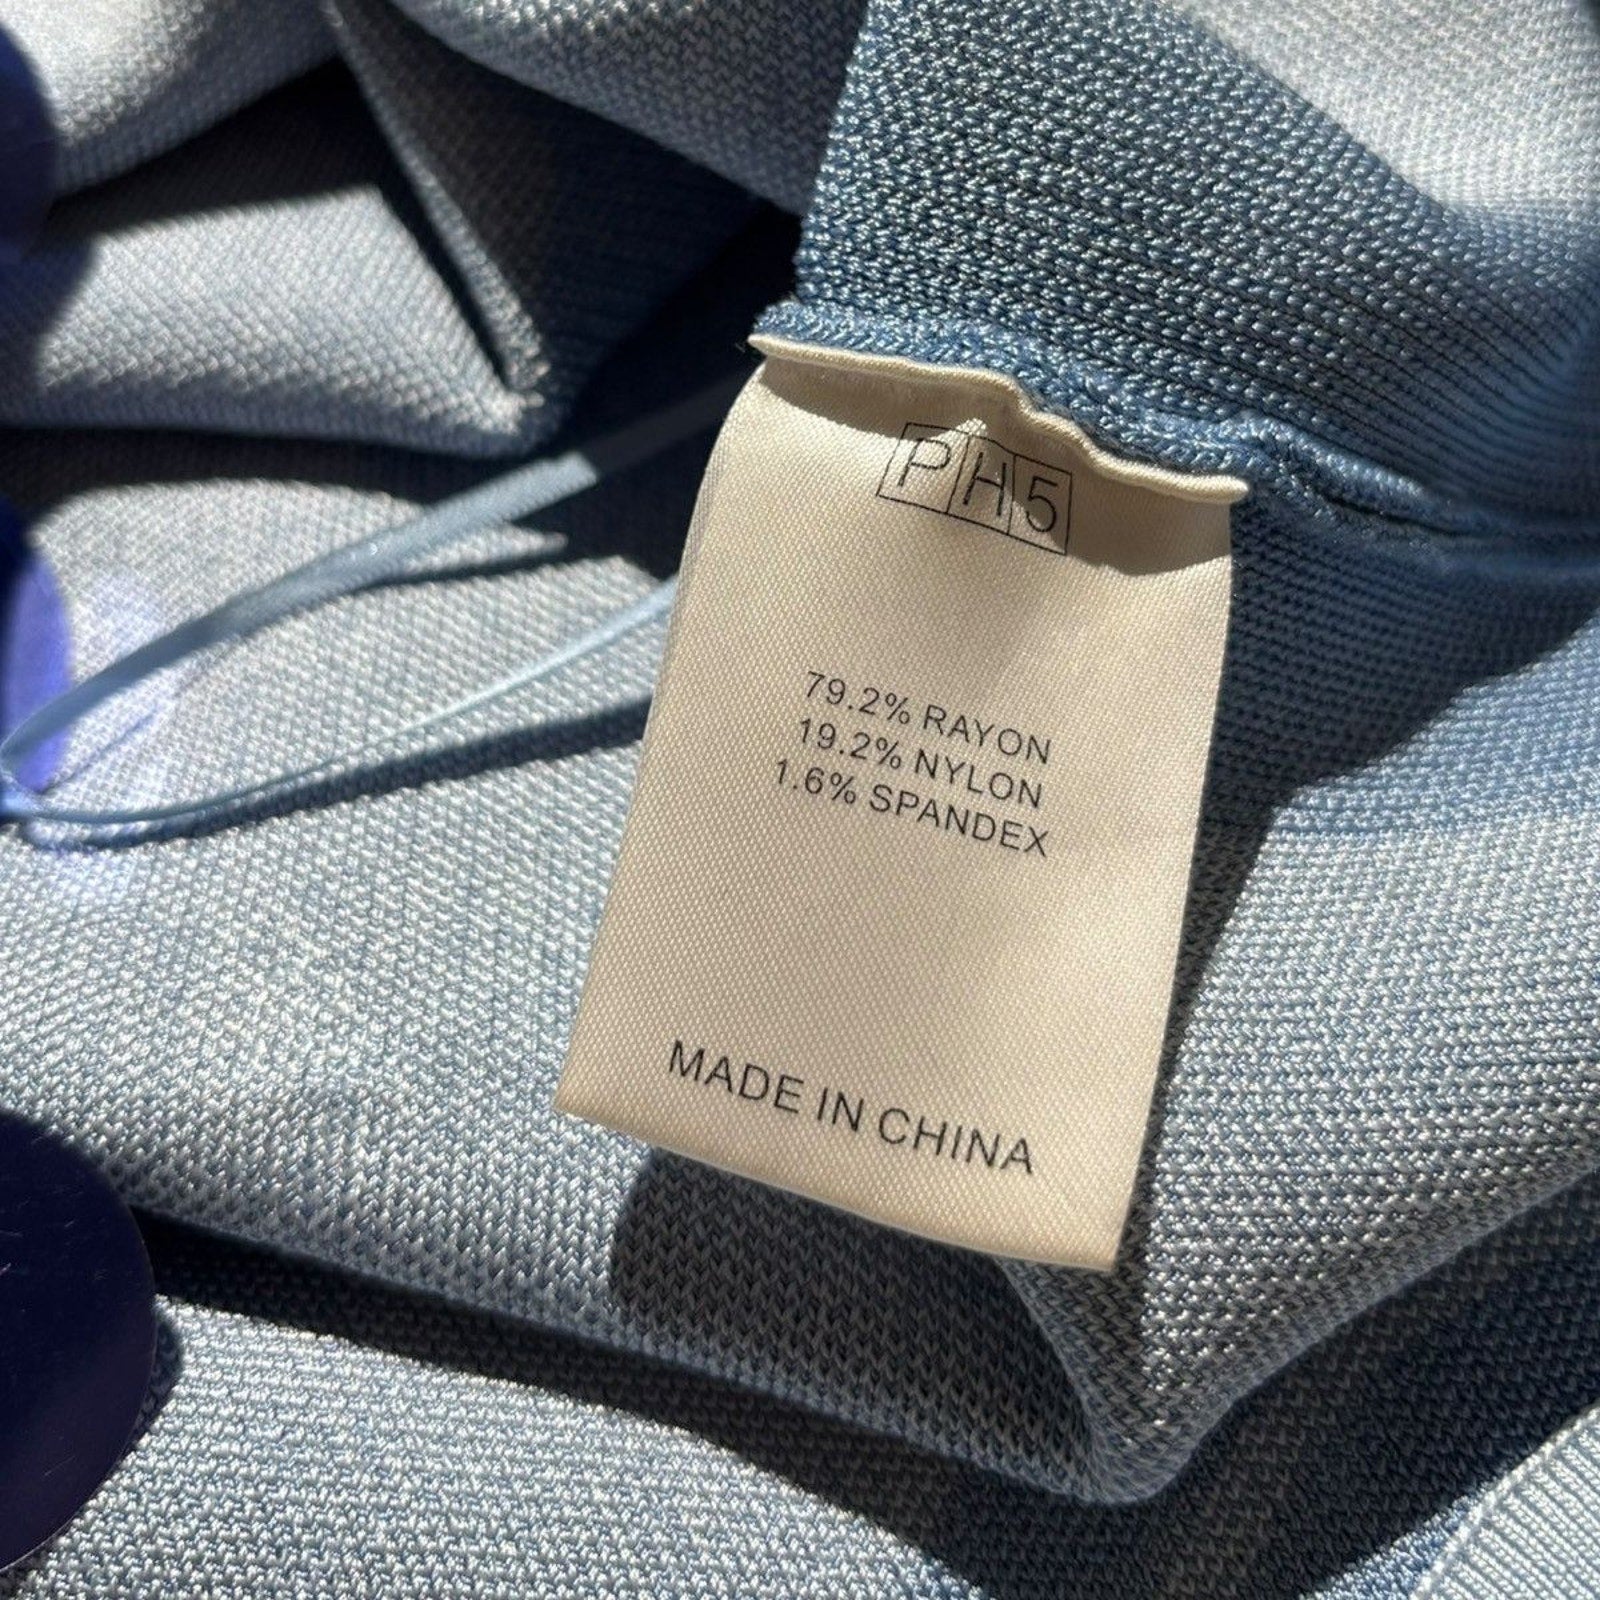 PH5
79.2% RAYON
19.2% NYLON
1.6% SPANDEX
MADE IN CHINA